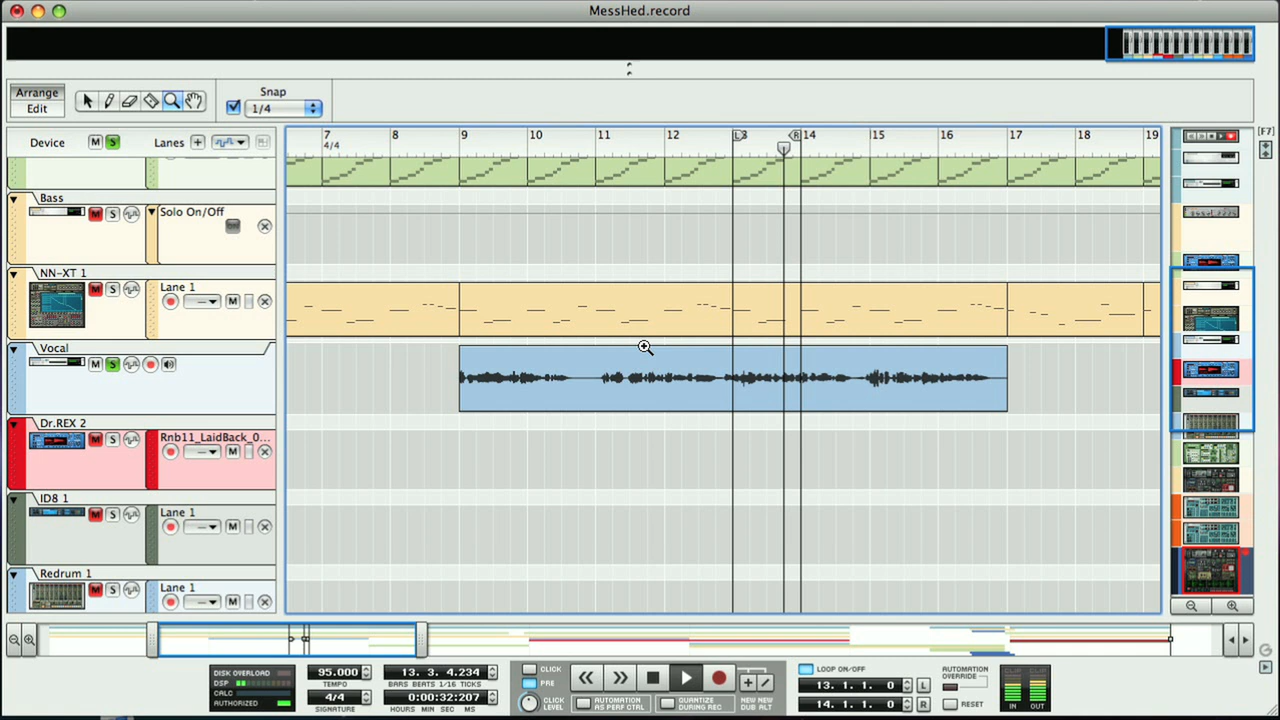 MessHed.record
Arrange
Edit
Snap
1/4
[F7]
Device M S Lanes +
7 8 9 10 11 12 L 13 R 14 15 16 17 18 19
4/4
Bass
M S Solo On/Off
NN-XT 1
M S Lane 1
M
Vocal
M S
Dr.REX 2
M S Rnb11_LaidBack_0...
M
ID8 1
M S Lane 1
M
Redrum 1
M S Lane 1
M
DISK OVERLOAD
DSP
CALC
AUTHORIZED
95.000
TEMPO
4/4
SIGNATURE
13. 3. 4.234
BARS BEATS 1/16 TICKS
0:00:32:207
HOURS MIN SEC MS
CLICK
PRE
CLICK
LEVEL
AUTOMATION
AS PERF CTRL
QUANTIZE
DURING REC
NEW NEW
DUB ALT
LOOP ON/OFF
13. 1. 1. 0 L
14. 1. 1. 0 R
AUTOMATION
OVERRIDE
RESET
CLIP CLIP
IN OUT